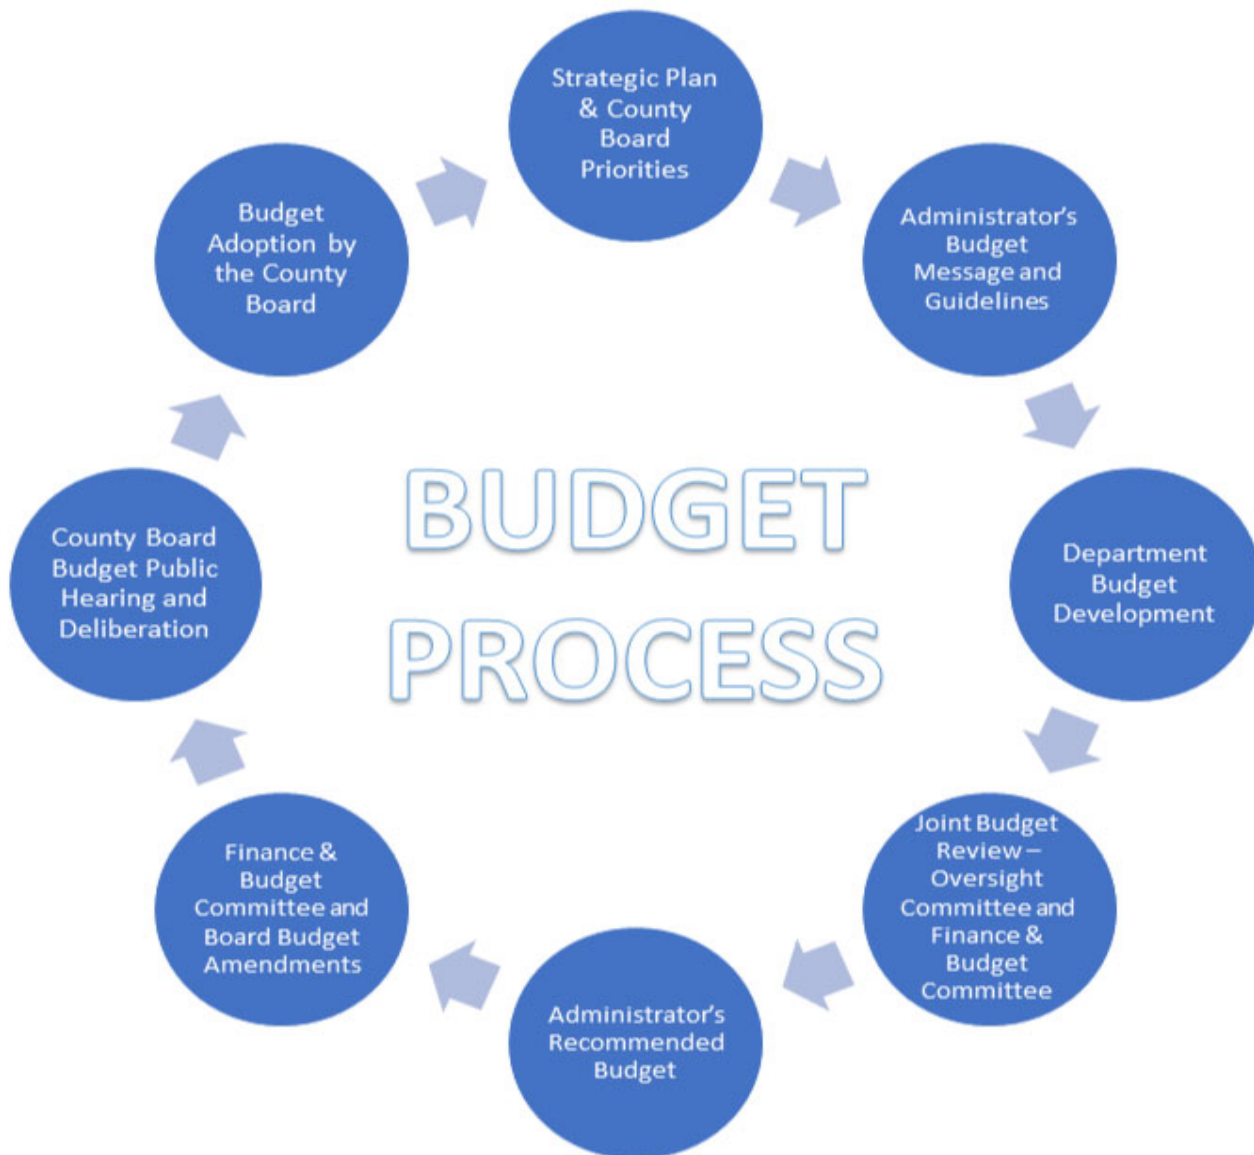 Strategic Plan
& County
Board
Priorities
Administrator's
Budget
Message and
Guidelines
Department
Budget
Development
Joint Budget
Review –
Oversight
Committee and
Finance &
Budget
Committee
Administrator's
Recommended
Budget
Finance &
Budget
Committee and
Board Budget
Amendments
County Board
Budget Public
Hearing and
Deliberation
Budget
Adoption by
the County
Board
BUDGET
PROCESS